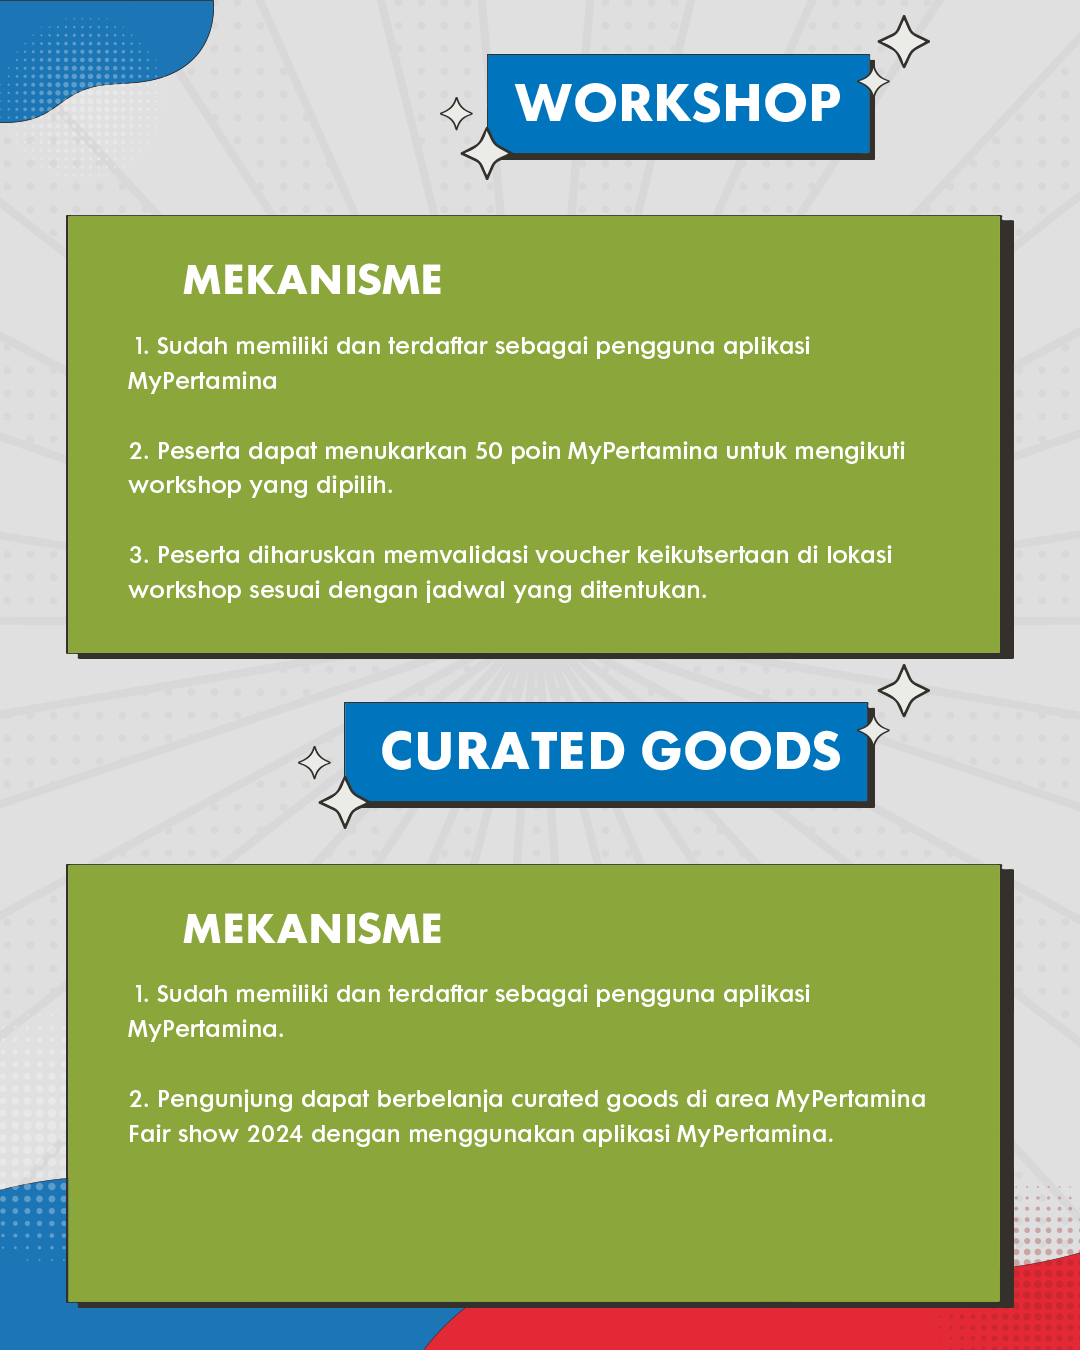 WORKSHOP
MEKANISME
1. Sudah memiliki dan terdaftar sebagai pengguna aplikasi
MyPertamina
2. Peserta dapat menukarkan 50 poin MyPertamina untuk mengikuti
workshop yang dipilih.
3. Peserta diharuskan memvalidasi voucher keikutsertaan di lokasi
workshop sesuai dengan jadwal yang ditentukan.
CURATED GOODS
MEKANISME
1. Sudah memiliki dan terdaftar sebagai pengguna aplikasi
MyPertamina.
2. Pengunjung dapat berbelanja curated goods di area MyPertamina
Fair show 2024 dengan menggunakan aplikasi MyPertamina.